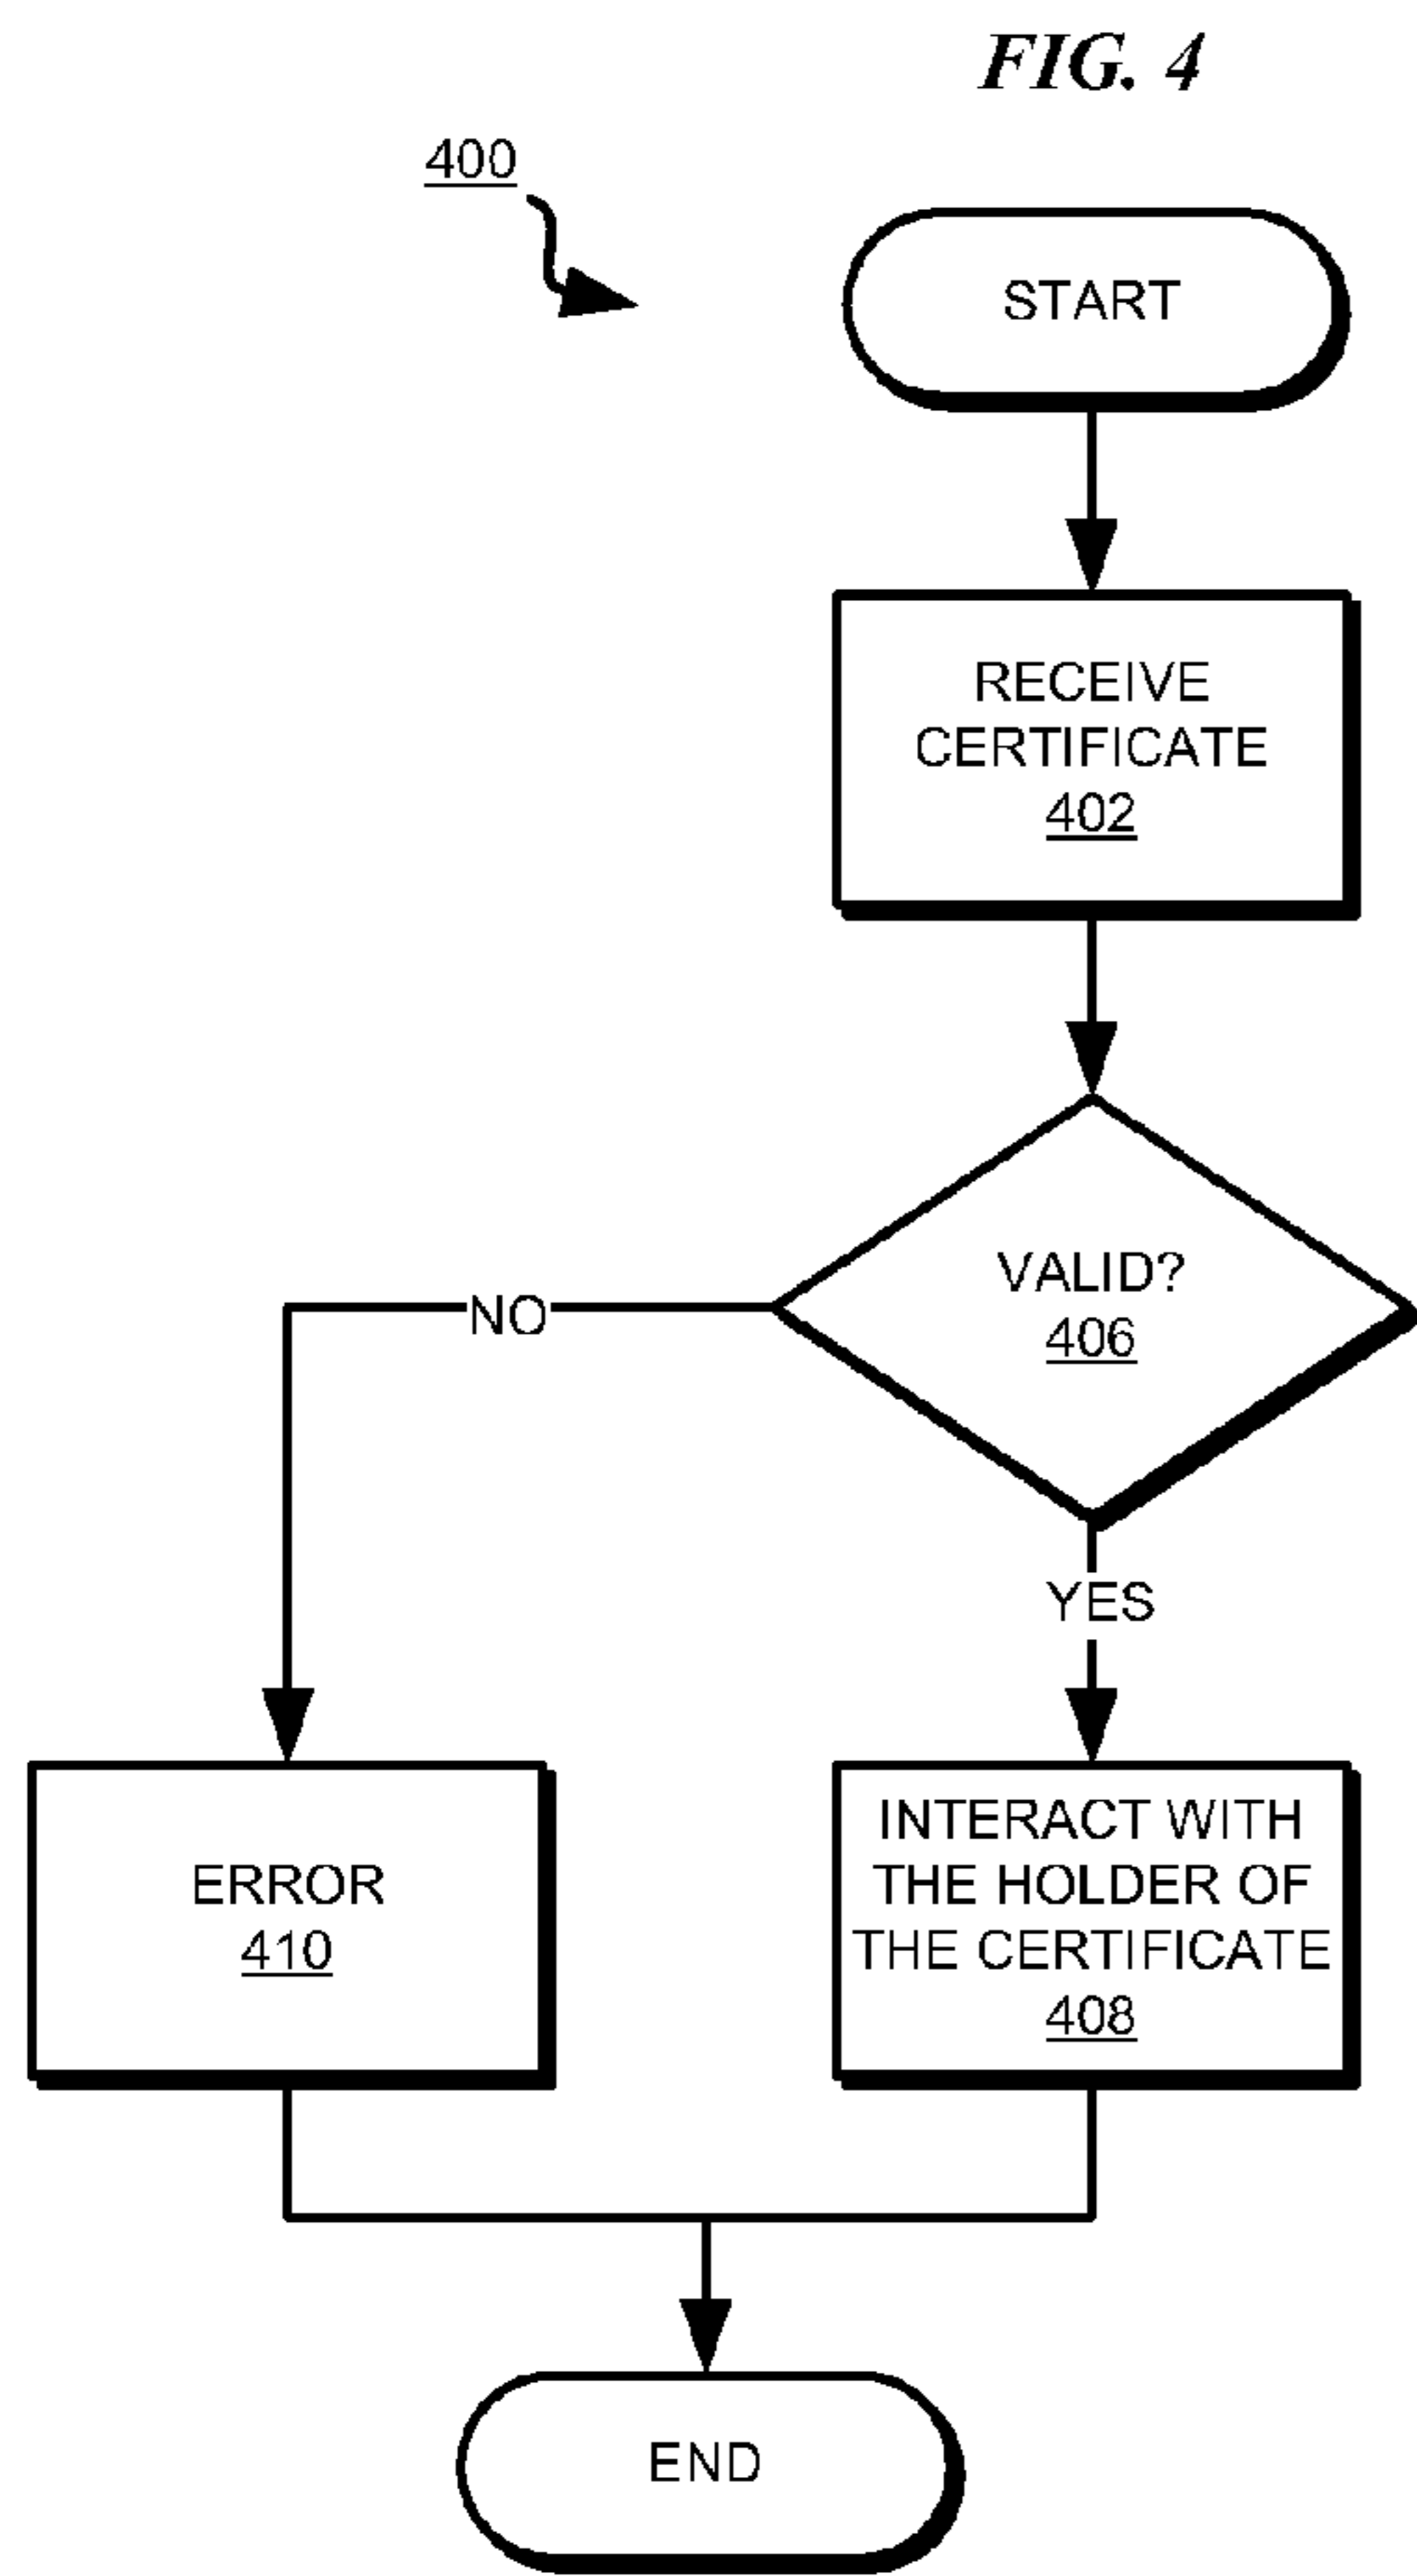 FIG. 4
400
START
RECEIVE
CERTIFICATE
402
VALID?
406
NO
YES
ERROR
410
INTERACT WITH
THE HOLDER OF
THE CERTIFICATE
408
END